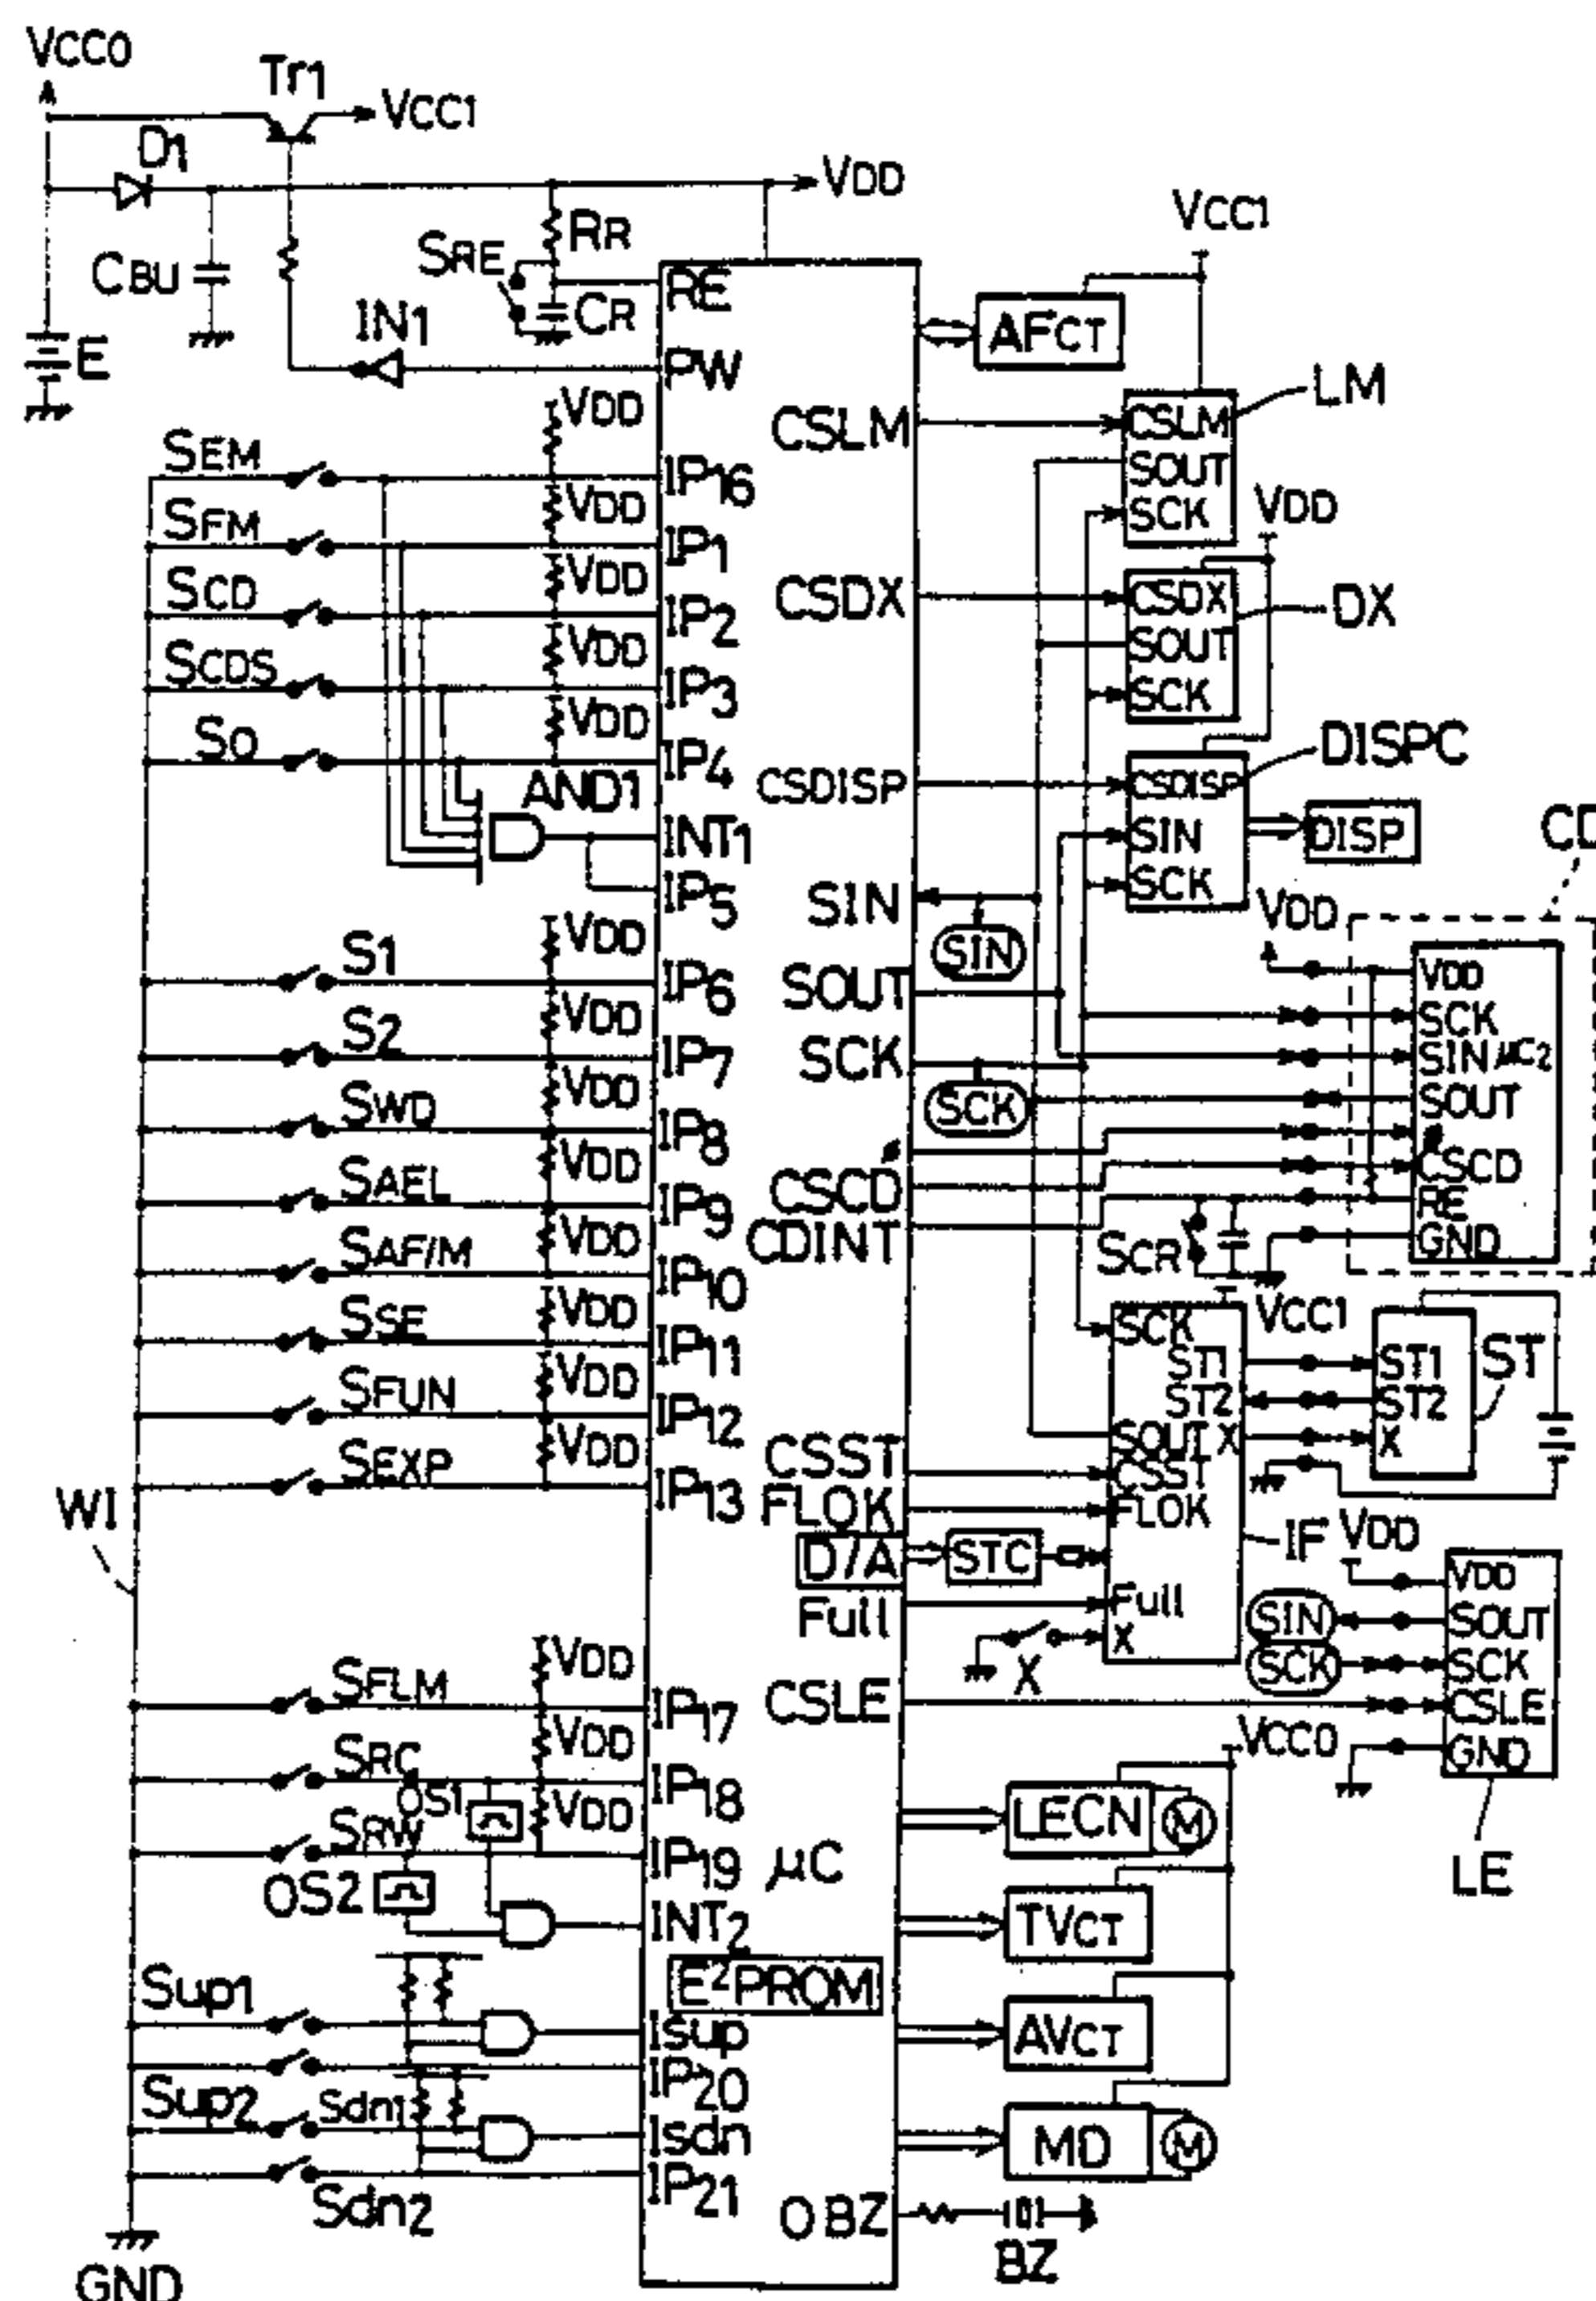 VCC0
Tr1
VCC1
D1
VDD
CBU
SRE
RR
CR
IN1
E
RE
PW
VCC1
AFCT
LM
CSLM
CSLM
SOUT
SCK
VDD
SEM
IP16
VDD
SFM
IP1
VDD
SCD
IP2
VDD
SCDS
IP3
VDD
SO
IP4
AND1
INT1
IP5
VDD
CSDX
CSDX
SOUT
SCK
DX
DISPC
CSDISP
CSDISP
SIN
SCK
DISP
CD
SIN
SIN
SOUT
SCK
SCK
VDD
VDD
SCK
SIN μC2
SOUT
CSCD
RE
GND
VDD
S1
IP6
VDD
S2
IP7
VDD
SWD
IP8
VDD
SAEL
IP9
VDD
SAF/M
IP10
VDD
SSE
IP11
VDD
SFUN
IP12
VDD
SEXP
IP13
CSCD
CDINT
SCR
WI
VCC1
SCK
ST1
ST2
SOUT X
CSST
FLOK
Full
X
ST1
ST2
X
ST
CSST
FLOK
D/A
STC
Full
X
IF
VDD
VDD
SOUT
SCK
CSLE
GND
SIN
SCK
LE
CSLE
VDD
SFLM
IP17
VDD
SRC
IP18
OS1
VDD
SRW
IP19
μC
OS2
INT2
E²PROM
VCC0
LECN
M
TVCT
AVCT
MD
M
Sup1
Isup
IP20
Sup2
Sdn1
Isdn
IP21
Sdn2
OBZ
BZ
GND